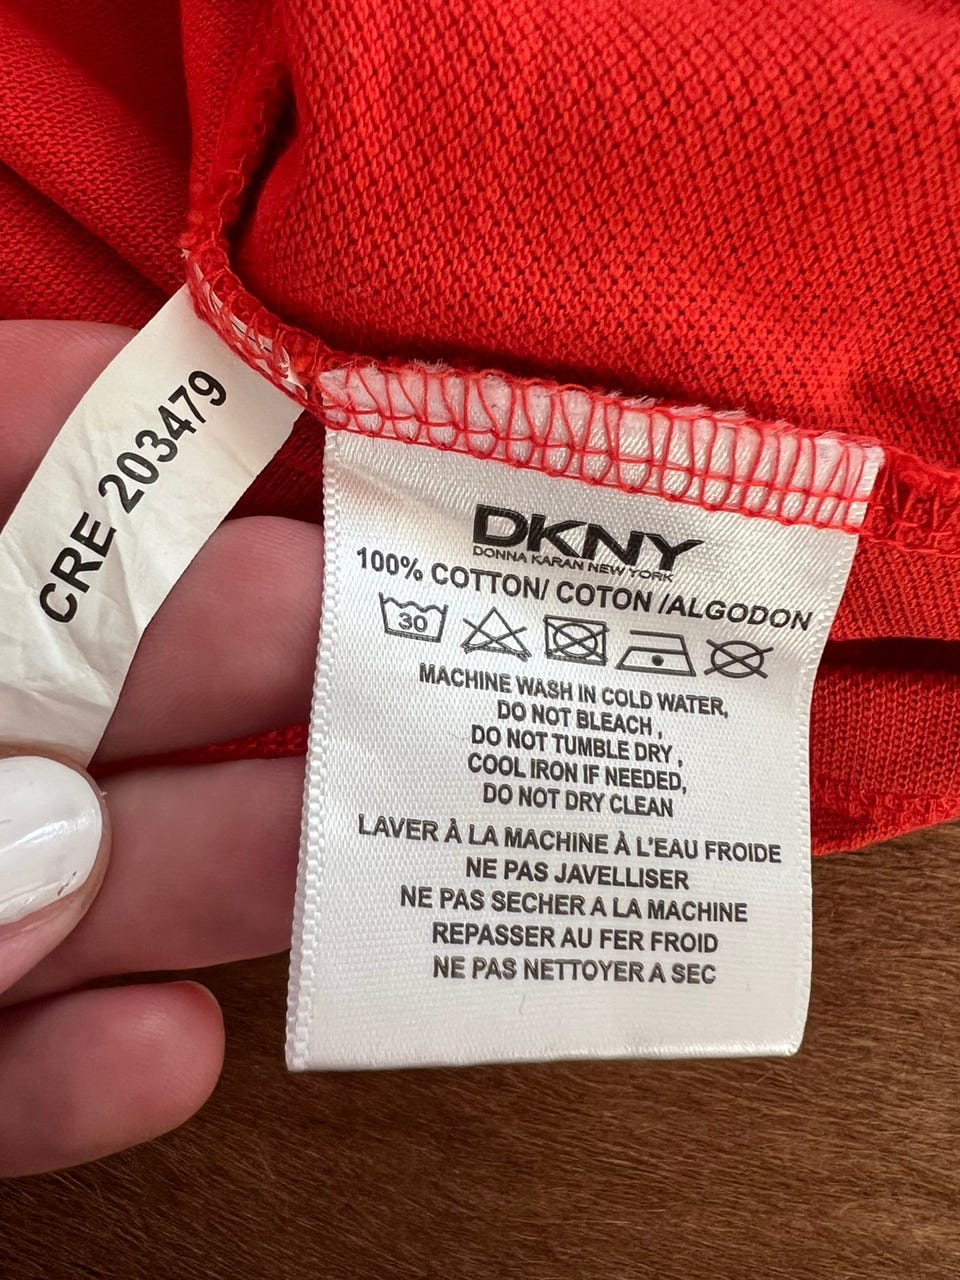 CRE 203479
DKNY
DONNA KARAN NEW YORK
100% COTTON/ COTON /ALGODON
30
MACHINE WASH IN COLD WATER,
DO NOT BLEACH ,
DO NOT TUMBLE DRY ,
COOL IRON IF NEEDED,
DO NOT DRY CLEAN
LAVER À LA MACHINE À L'EAU FROIDE
NE PAS JAVELLISER
NE PAS SECHER A LA MACHINE
REPASSER AU FER FROID
NE PAS NETTOYER A SEC